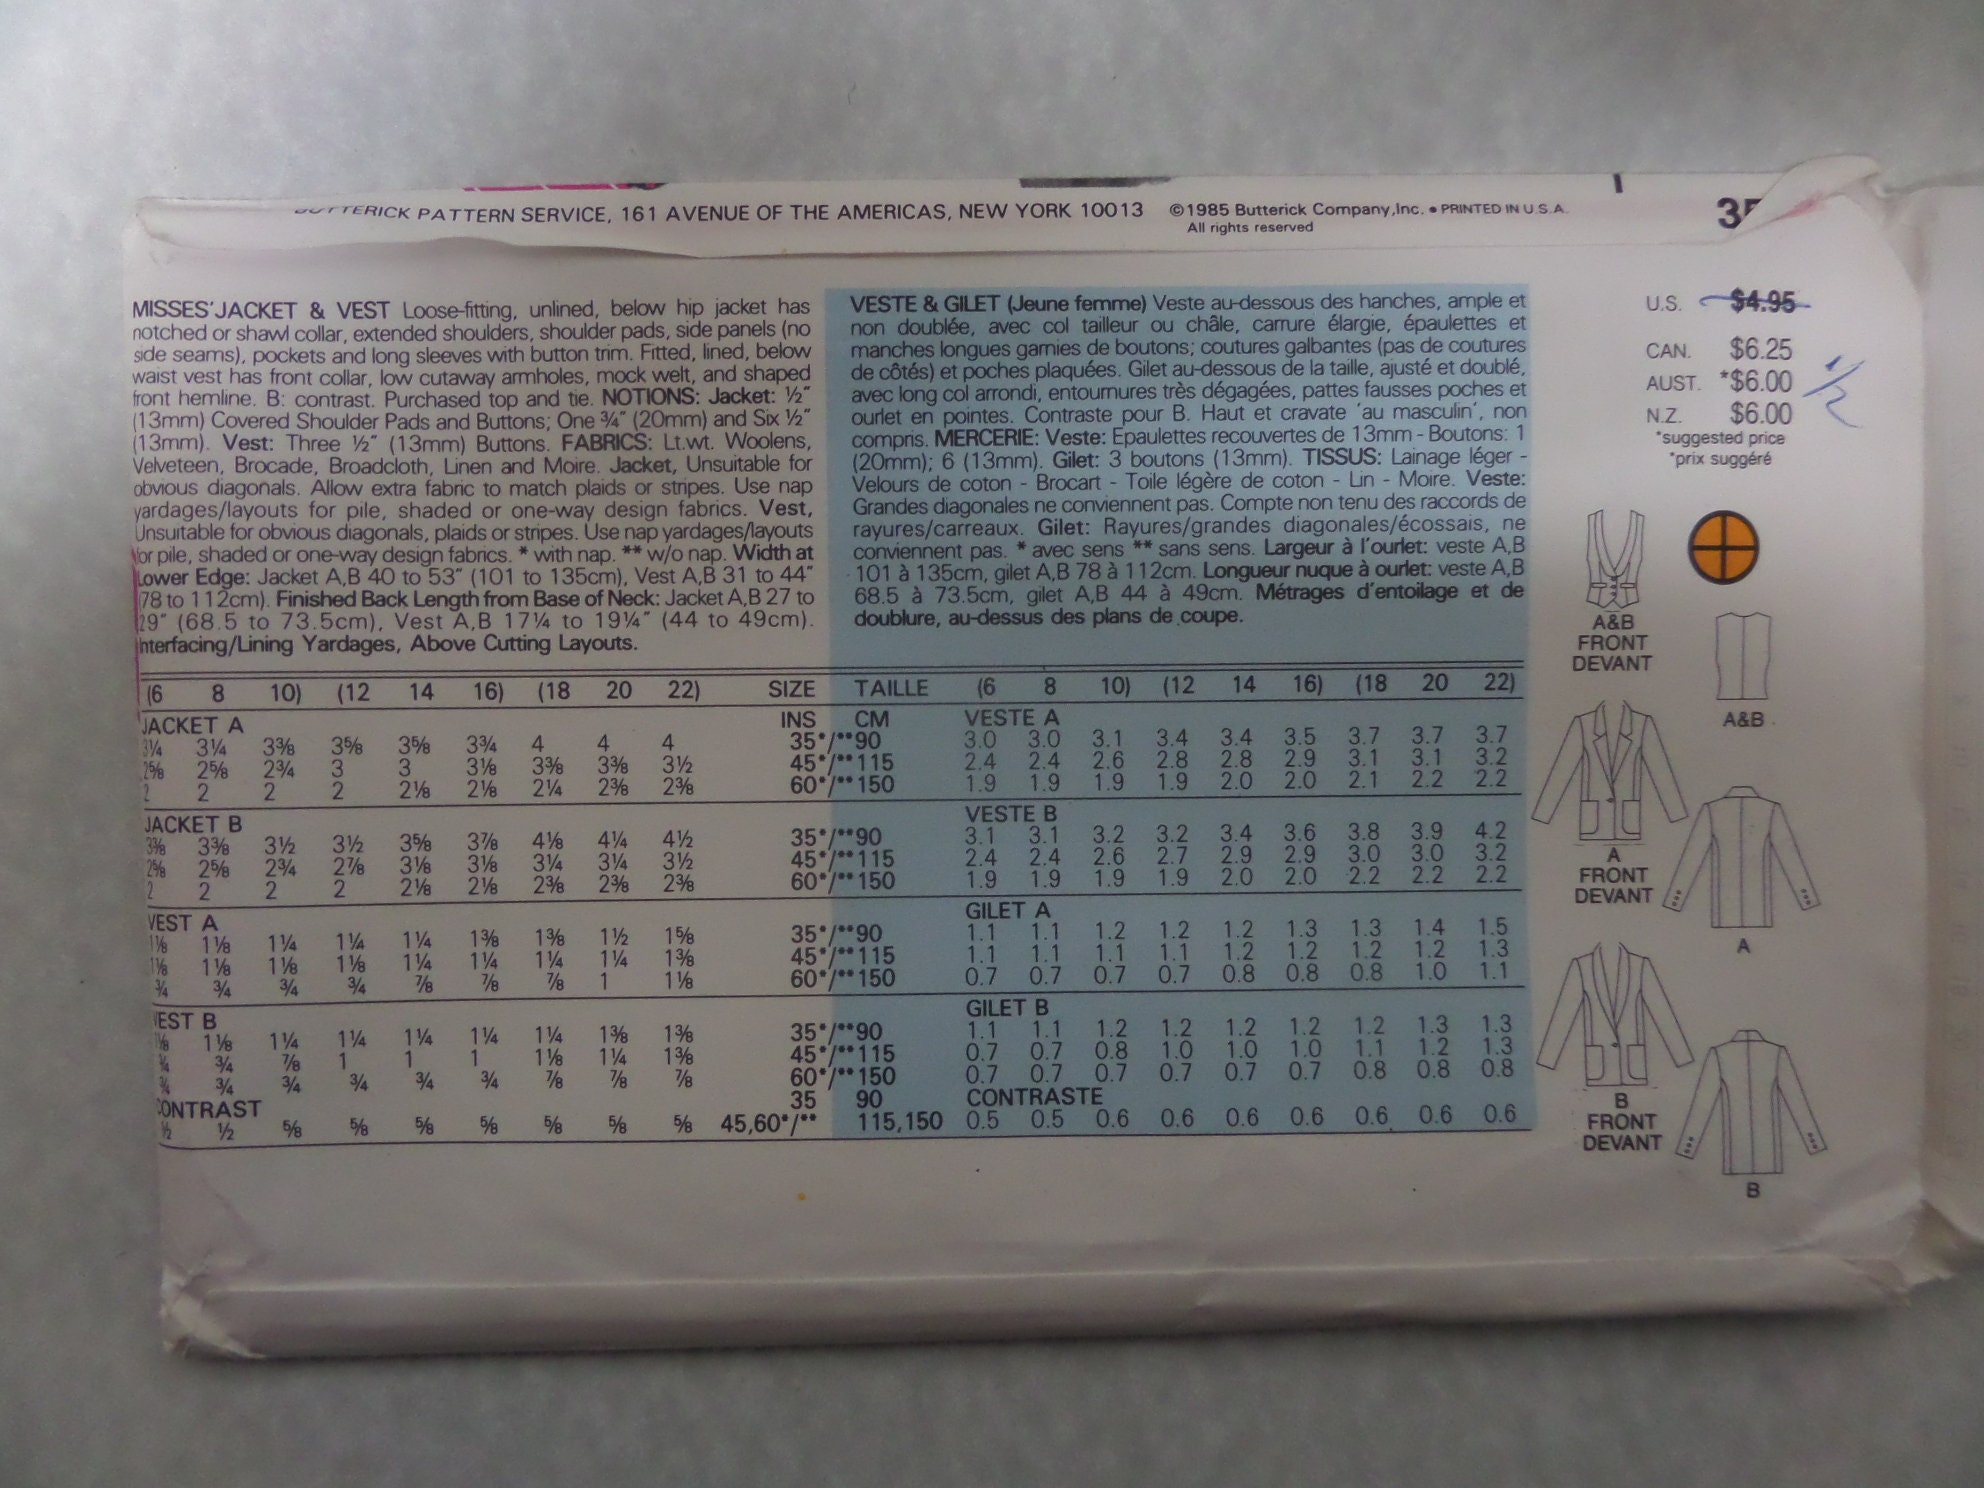 BUTTERICK PATTERN SERVICE, 161 AVENUE OF THE AMERICAS, NEW YORK 10013 ©1985 Butterick Company,Inc. • PRINTED IN U.S.A.
All rights reserved
MISSES' JACKET & VEST Loose-fitting, unlined, below hip jacket has
notched or shawl collar, extended shoulders, shoulder pads, side panels (no
side seams), pockets and long sleeves with button trim. Fitted, lined, below
waist vest has front collar, low cutaway armholes, mock welt, and shaped
front hemline. B: contrast. Purchased top and tie. NOTIONS: Jacket: ½"
(13mm) Covered Shoulder Pads and Buttons; One ¾" (20mm) and Six ½"
(13mm). Vest: Three ½" (13mm) Buttons. FABRICS: Lt.wt. Woolens,
Velveteen, Brocade, Broadcloth, Linen and Moire. Jacket, Unsuitable for
obvious diagonals. Allow extra fabric to match plaids or stripes. Use nap
yardages/layouts for pile, shaded or one-way design fabrics. Vest,
Unsuitable for obvious diagonals, plaids or stripes. Use nap yardages/layouts
for pile, shaded or one-way design fabrics. * with nap. ** w/o nap. Width at
Lower Edge: Jacket A,B 40 to 53" (101 to 135cm), Vest A,B 31 to 44"
(78 to 112cm). Finished Back Length from Base of Neck: Jacket A,B 27 to
29" (68.5 to 73.5cm), Vest A,B 17¼ to 19¼" (44 to 49cm).
Interfacing/Lining Yardages, Above Cutting Layouts.
VESTE & GILET (Jeune femme) Veste au-dessous des hanches, ample et
non doublée, avec col tailleur ou châle, carrure élargie, épaulettes et
manches longues garnies de boutons; coutures galbantes (pas de coutures
de côtés) et poches plaquées. Gilet au-dessous de la taille, ajusté et doublé,
avec long col arrondi, entournures très dégagées, pattes fausses poches et
ourlet en pointes. Contraste pour B. Haut et cravate 'au masculin', non
compris. MERCERIE: Veste: Epaulettes recouvertes de 13mm - Boutons: 1
(20mm); 6 (13mm). Gilet: 3 boutons (13mm). TISSUS: Lainage léger -
Velours de coton - Brocart - Toile légère de coton - Lin - Moire. Veste:
Grandes diagonales ne conviennent pas. Compte non tenu des raccords de
rayures/carreaux. Gilet: Rayures/grandes diagonales/écossais, ne
conviennent pas. * avec sens ** sans sens. Largeur à l'ourlet: veste A,B
101 à 135cm, gilet A,B 78 à 112cm. Longueur nuque à ourlet: veste A,B
68.5 à 73.5cm, gilet A,B 44 à 49cm. Métrages d'entoilage et de
doublure, au-dessus des plans de coupe.
U.S. $4.95
CAN. $6.25
AUST. *$6.00
N.Z. $6.00
*suggested price
*prix suggéré
1/2
(6 8 10) (12 14 16) (18 20 22) SIZE TAILLE (6 8 10) (12 14 16) (18 20 22)
JACKET A INS CM VESTE A
3¼ 3¼ 3⅜ 3⅝ 3⅝ 3¾ 4 4 4 35*/**90 3.0 3.0 3.1 3.4 3.4 3.5 3.7 3.7 3.7
2⅝ 2⅝ 2¾ 3 3 3⅛ 3⅜ 3⅜ 3½ 45*/**115 2.4 2.4 2.6 2.8 2.8 2.9 3.1 3.1 3.2
2 2 2 2 2⅛ 2⅛ 2¼ 2⅜ 2⅜ 60*/**150 1.9 1.9 1.9 1.9 2.0 2.0 2.1 2.2 2.2
JACKET B VESTE B
3⅜ 3⅜ 3½ 3½ 3⅝ 3⅞ 4⅛ 4¼ 4½ 35*/**90 3.1 3.1 3.2 3.2 3.4 3.6 3.8 3.9 4.2
2⅝ 2⅝ 2¾ 2⅞ 3⅛ 3⅛ 3¼ 3¼ 3½ 45*/**115 2.4 2.4 2.6 2.7 2.9 2.9 3.0 3.0 3.2
2 2 2 2 2⅛ 2⅛ 2⅜ 2⅜ 2⅜ 60*/**150 1.9 1.9 1.9 1.9 2.0 2.0 2.2 2.2 2.2
VEST A GILET A
1⅛ 1⅛ 1¼ 1¼ 1¼ 1⅜ 1⅜ 1½ 1⅝ 35*/**90 1.1 1.1 1.2 1.2 1.2 1.3 1.3 1.4 1.5
1⅛ 1⅛ 1⅛ 1⅛ 1¼ 1¼ 1¼ 1¼ 1⅜ 45*/**115 1.1 1.1 1.1 1.1 1.2 1.2 1.2 1.2 1.3
¾ ¾ ¾ ¾ ⅞ ⅞ ⅞ 1 1⅛ 60*/**150 0.7 0.7 0.7 0.7 0.8 0.8 0.8 1.0 1.1
VEST B GILET B
1⅛ 1⅛ 1¼ 1¼ 1¼ 1¼ 1¼ 1⅜ 1⅜ 35*/**90 1.1 1.1 1.2 1.2 1.2 1.2 1.2 1.3 1.3
¾ ¾ ⅞ 1 1 1 1⅛ 1¼ 1⅜ 45*/**115 0.7 0.7 0.8 1.0 1.0 1.0 1.1 1.2 1.3
¾ ¾ ¾ ¾ ¾ ¾ ⅞ ⅞ ⅞ 60*/**150 0.7 0.7 0.7 0.7 0.7 0.7 0.8 0.8 0.8
CONTRAST 35 90 CONTRASTE
½ ½ ⅝ ⅝ ⅝ ⅝ ⅝ ⅝ ⅝ 45,60*/** 115,150 0.5 0.5 0.6 0.6 0.6 0.6 0.6 0.6 0.6
A&B
FRONT
DEVANT
A&B
A
FRONT
DEVANT
A
B
FRONT
DEVANT
B